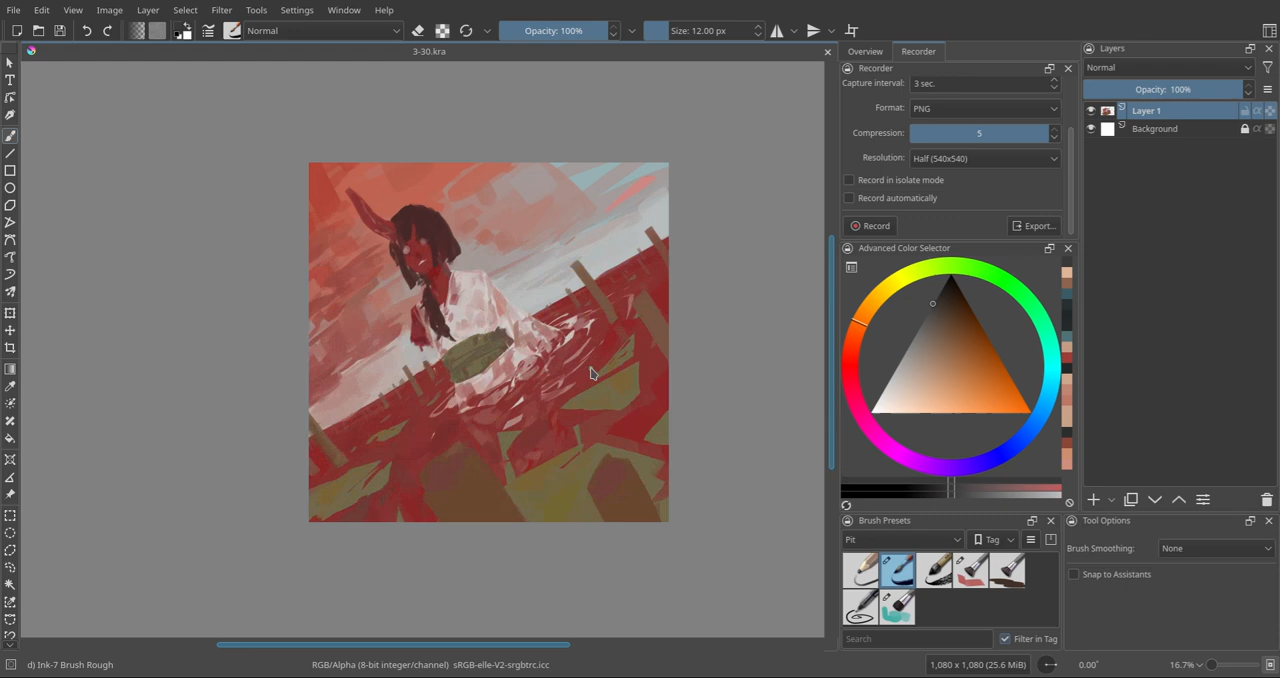 File Edit View Image Layer Select Filter Tools Settings Window Help
Normal Opacity: 100% Size: 12.00 px
3-30.kra
Overview Recorder
Recorder
Capture interval: 3 sec.
Format: PNG
Compression: 5
Resolution: Half (540x540)
Record in isolate mode
Record automatically
Record Export...
Advanced Color Selector
Layers
Normal
Opacity: 100%
Layer 1
Background
Brush Presets
Pit Tag
Search Filter in Tag
Tool Options
Brush Smoothing: None
Snap to Assistants
d) Ink-7 Brush Rough RGB/Alpha (8-bit integer/channel) sRGB-elle-V2-srgbtrc.icc 1,080 x 1,080 (25.6 MiB) 0.00° 16.7%